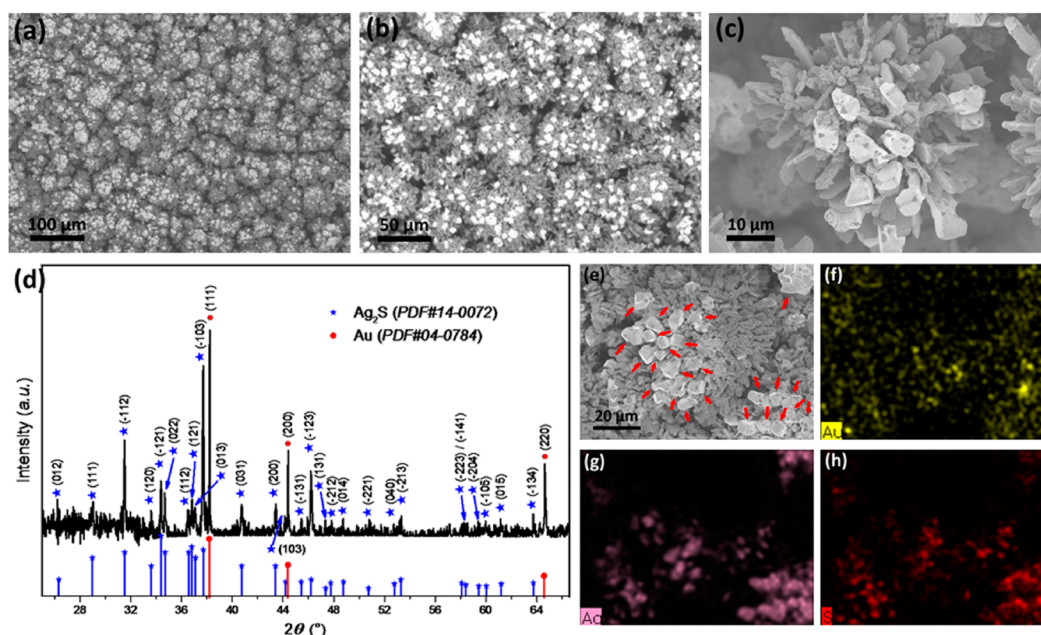 (a)
100 µm
(b)
50 µm
(c)
10 µm
(d)
Intensity (a.u.)
Ag2S (PDF#14-0072)
Au (PDF#04-0784)
(012)
(111)
(-112)
(120)
(-121)
(022)
(112)
(121)
(-103)
(013)
(111)
(031)
(200)
(103)
(200)
(-131)
(-123)
(131)
(-212)
(014)
(-221)
(040)
(-213)
(-223)
(-141)
(-204)
(-105)
(015)
(-134)
(220)
28 32 36 40 44 48 52 56 60 64
2θ (°)
(e)
20 µm
(f)
Au
(g)
Ag
(h)
S